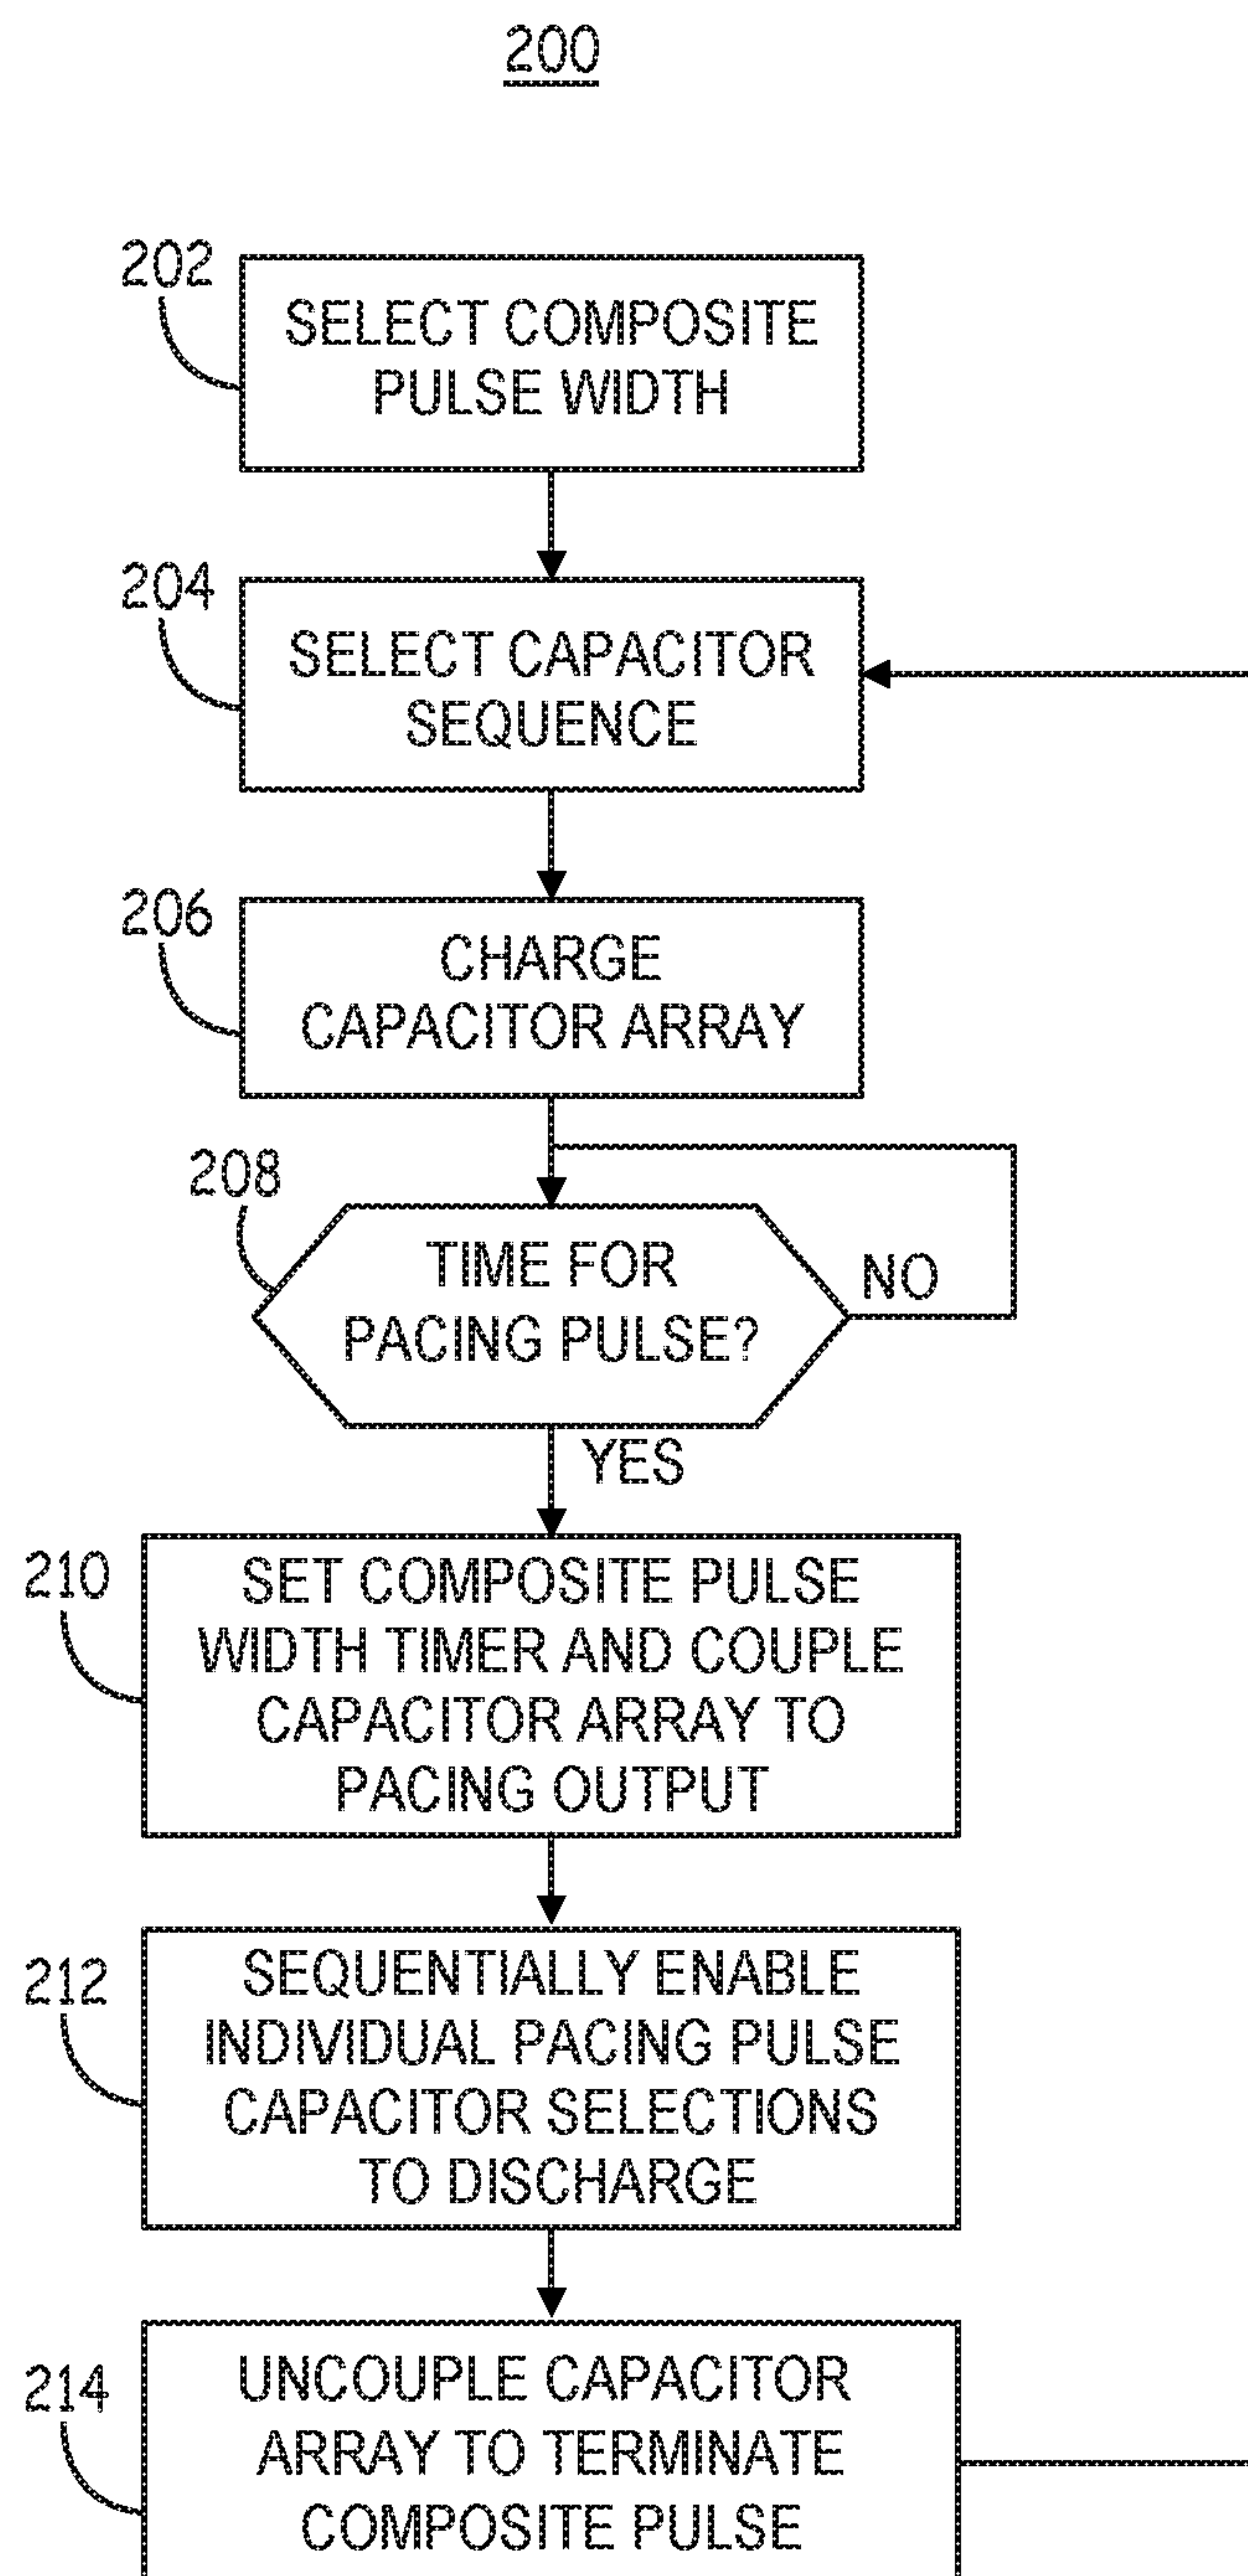 200
202
SELECT COMPOSITE
PULSE WIDTH
204
SELECT CAPACITOR
SEQUENCE
206
CHARGE
CAPACITOR ARRAY
208
TIME FOR
PACING PULSE?
NO
YES
210
SET COMPOSITE PULSE
WIDTH TIMER AND COUPLE
CAPACITOR ARRAY TO
PACING OUTPUT
212
SEQUENTIALLY ENABLE
INDIVIDUAL PACING PULSE
CAPACITOR SELECTIONS
TO DISCHARGE
214
UNCOUPLE CAPACITOR
ARRAY TO TERMINATE
COMPOSITE PULSE